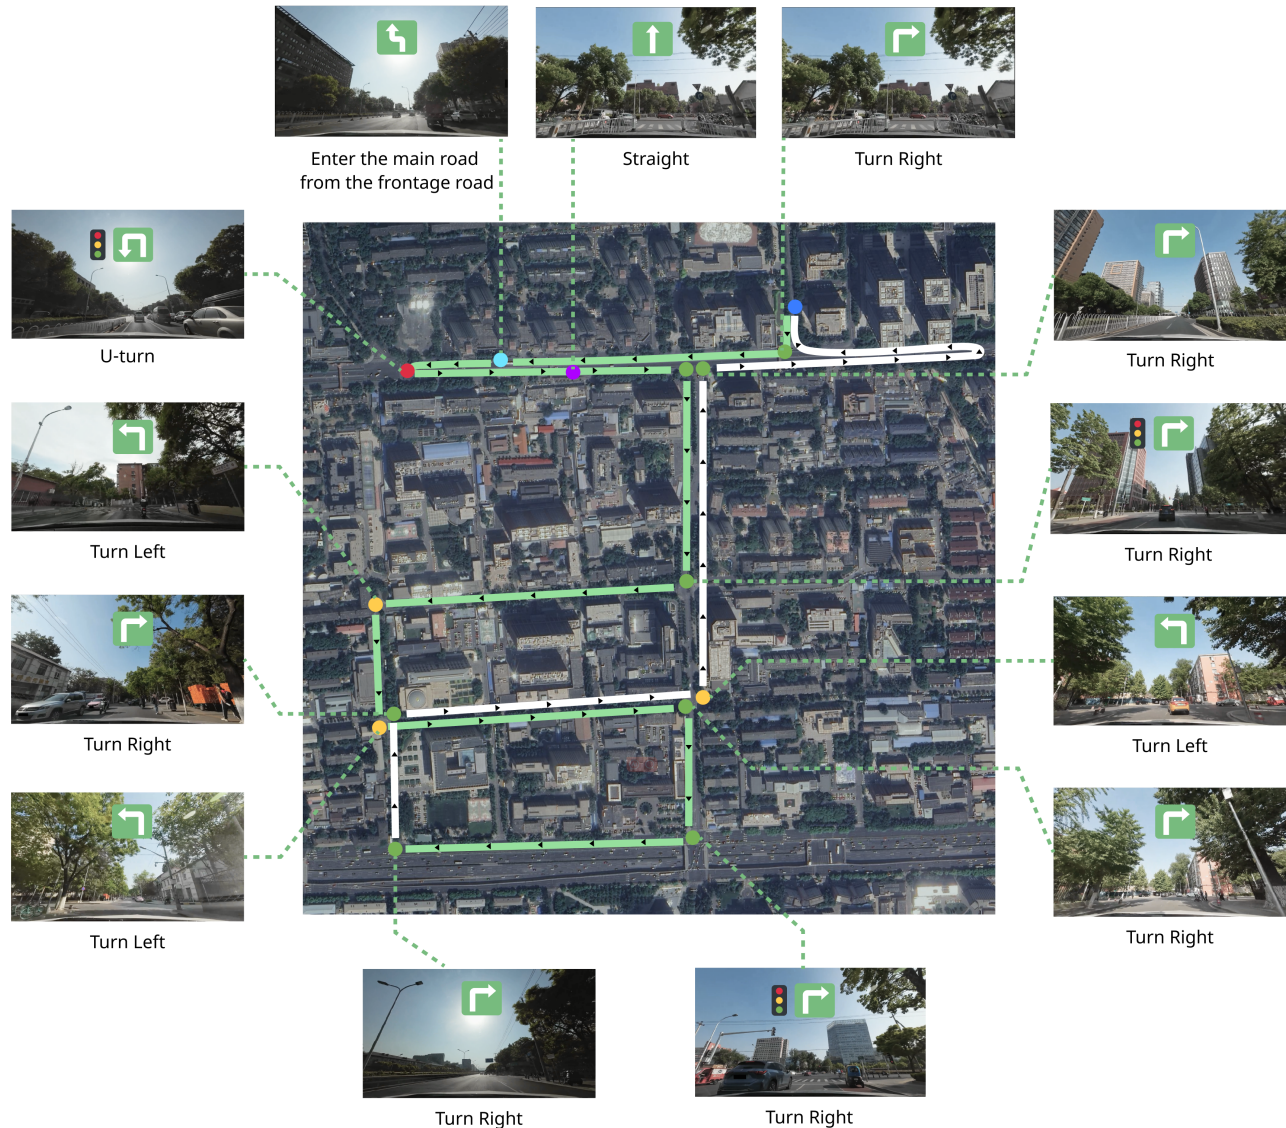 Enter the main road
from the frontage road
Straight
Turn Right
U-turn
Turn Right
Turn Left
Turn Right
Turn Right
Turn Left
Turn Left
Turn Right
Turn Right
Turn Right